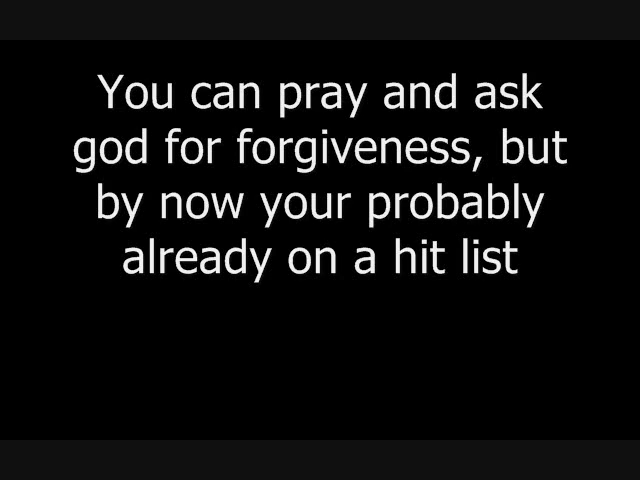 You can pray and ask
god for forgiveness, but
by now your probably
already on a hit list